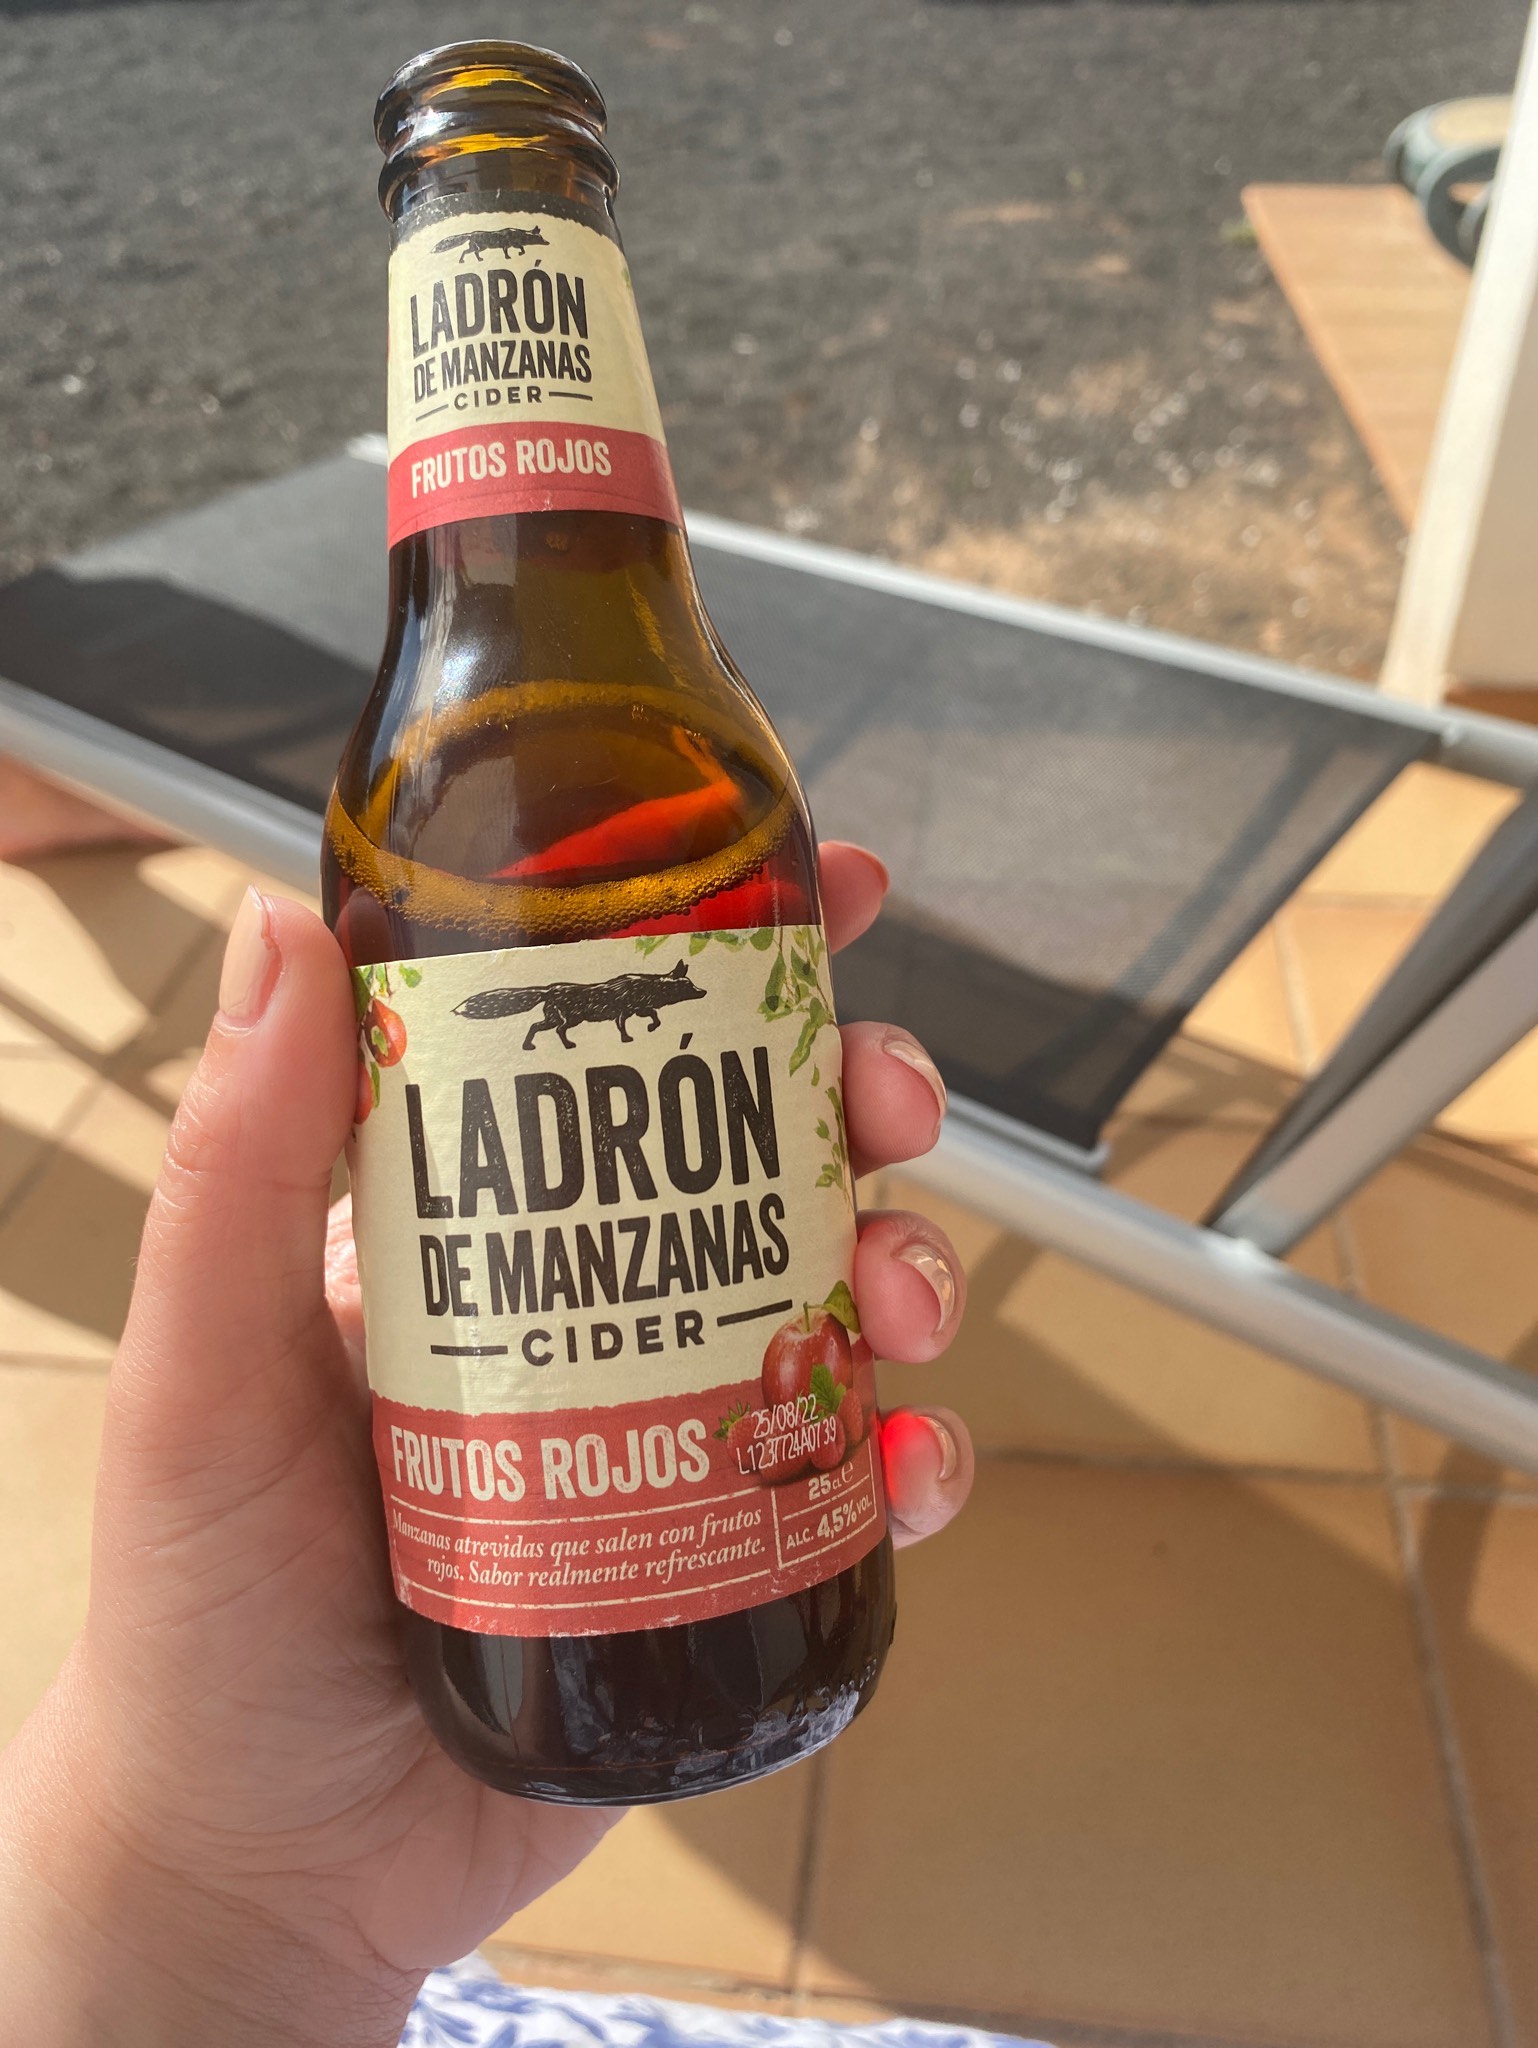 LADRÓN
DE MANZANAS
CIDER
FRUTOS ROJOS
LADRÓN
DE MANZANAS
CIDER
FRUTOS ROJOS
25/08/22
25 CL e
ALC. 4,5% VOL.
Manzanas atrevidas que salen con frutos
rojos. Sabor realmente refrescante.